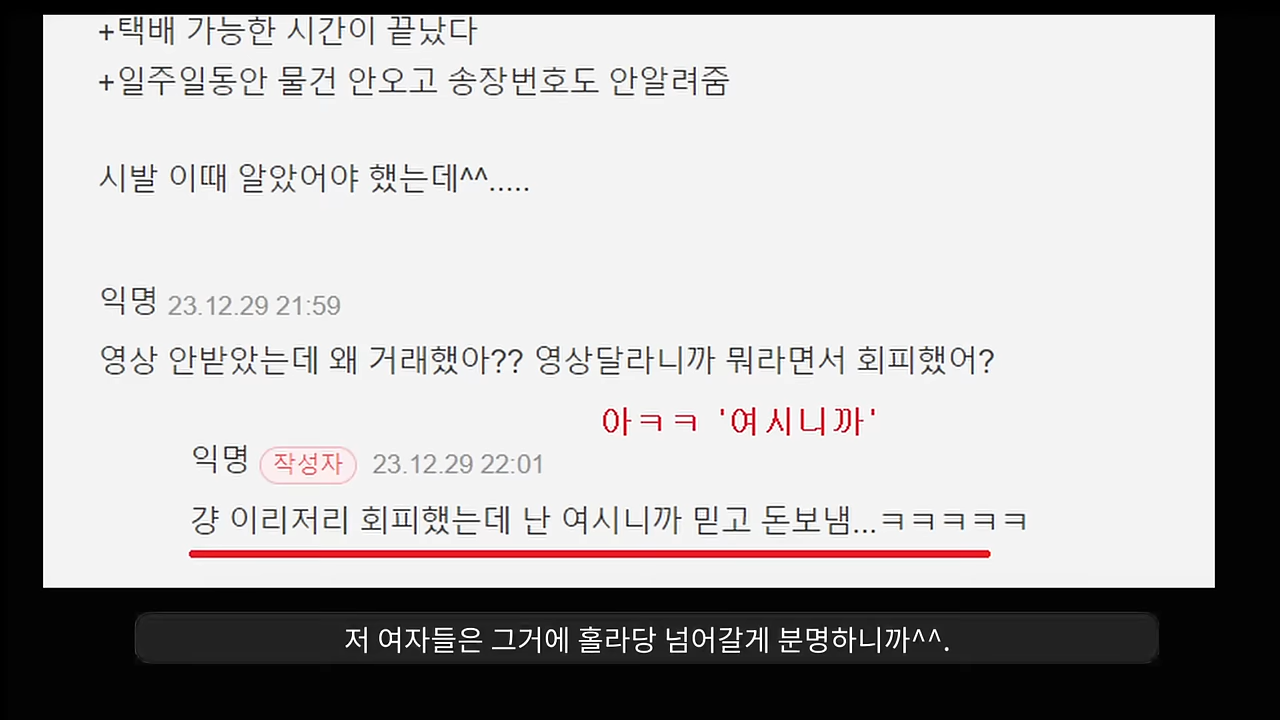 +택배 가능한 시간이 끝났다
+일주일동안 물건 안오고 송장번호도 안알려줌
시발 이때 알았어야 했는데^^.....
익명 23.12.29 21:59
영상 안받았는데 왜 거래했아?? 영상달라니까 뭐라면서 회피했어?
아ㅋㅋ '여시니까'
익명 작성자 23.12.29 22:01
걍 이리저리 회피했는데 난 여시니까 믿고 돈보냄...ㅋㅋㅋㅋㅋ
저 여자들은 그거에 홀라당 넘어갈게 분명하니까^^.